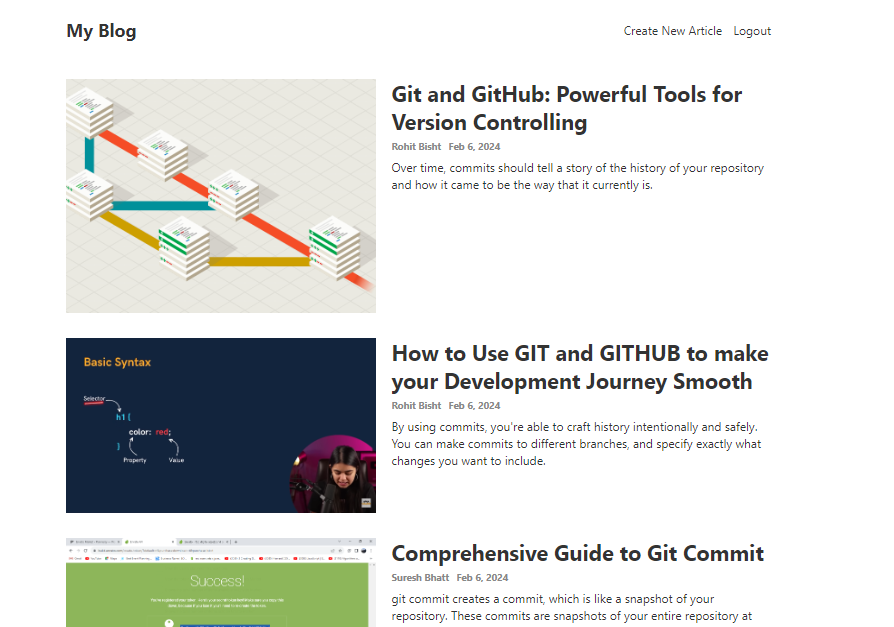 My Blog
Create New Article Logout
Git and GitHub: Powerful Tools for
Version Controlling
Rohit Bisht Feb 6, 2024
Over time, commits should tell a story of the history of your repository
and how it came to be the way that it currently is.
Basic Syntax
Selector
h1 {
color: red;
}
Property Value
How to Use GIT and GITHUB to make
your Development Journey Smooth
Rohit Bisht Feb 6, 2024
By using commits, you're able to craft history intentionally and safely.
You can make commits to different branches, and specify exactly what
changes you want to include.
Success!
Comprehensive Guide to Git Commit
Suresh Bhatt Feb 6, 2024
git commit creates a commit, which is like a snapshot of your
repository. These commits are snapshots of your entire repository at